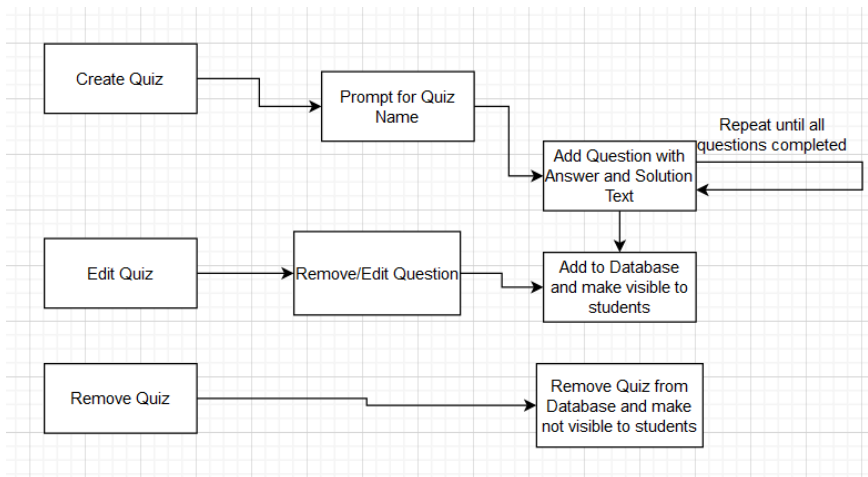 Create Quiz
Prompt for Quiz
Name
Repeat until all
questions completed
Add Question with
Answer and Solution
Text
Edit Quiz
Remove/Edit Question
Add to Database
and make visible to
students
Remove Quiz
Remove Quiz from
Database and make
not visible to students